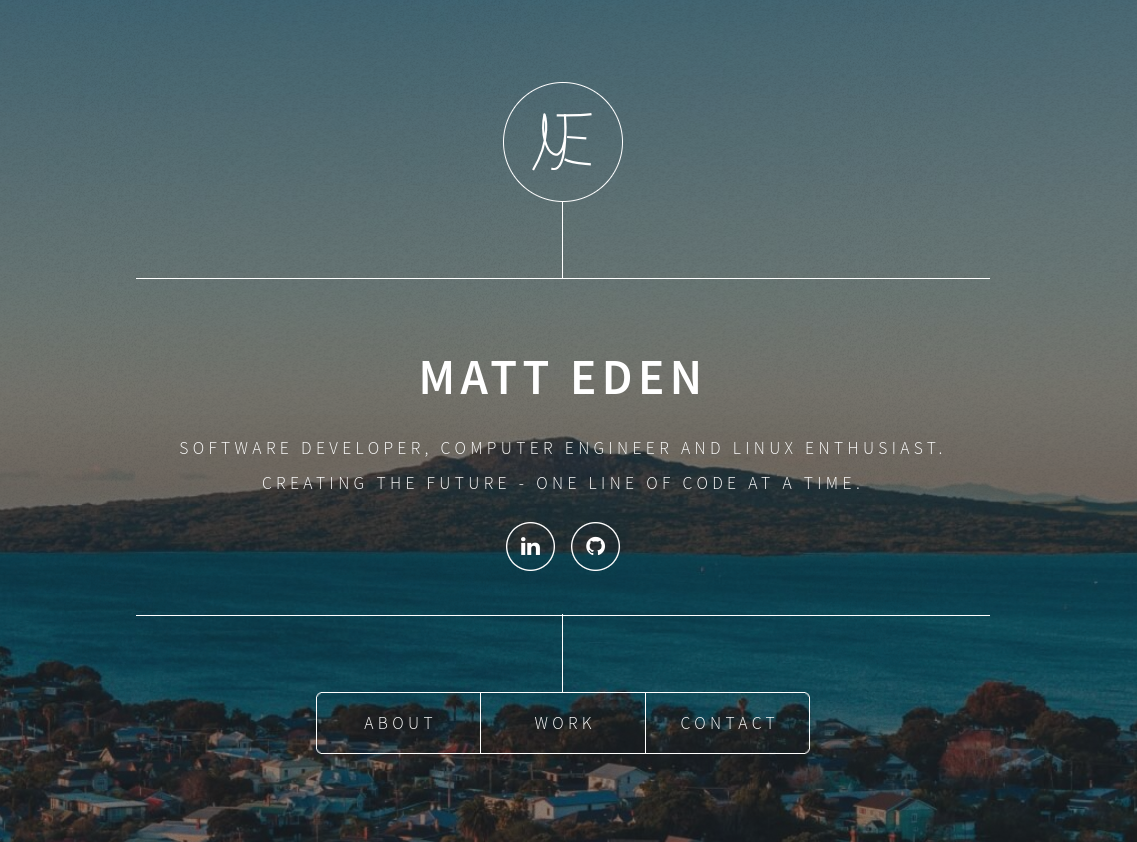 ME
MATT EDEN
SOFTWARE DEVELOPER, COMPUTER ENGINEER AND LINUX ENTHUSIAST.
CREATING THE FUTURE - ONE LINE OF CODE AT A TIME.
in
ABOUT WORK CONTACT